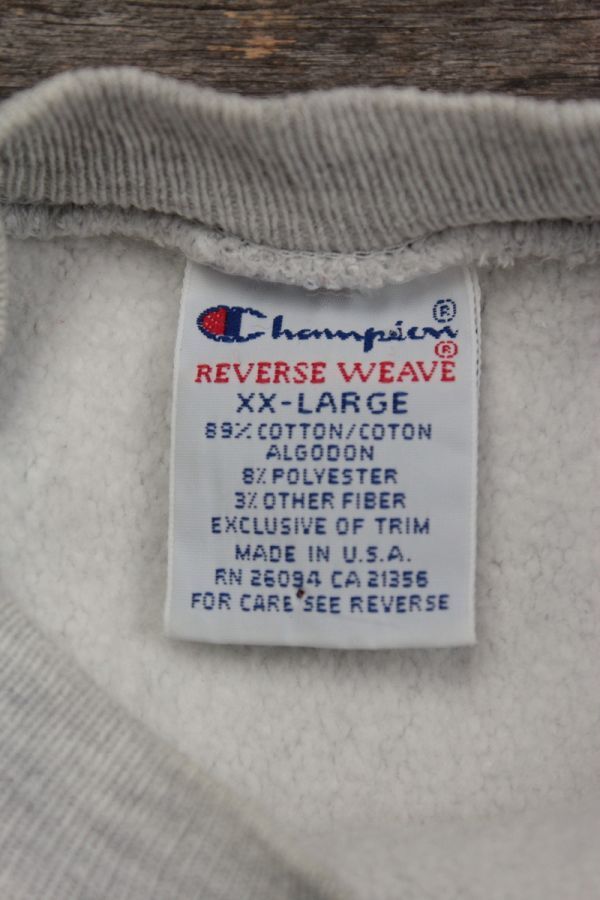 Champion®
REVERSE WEAVE®
XX-LARGE
89% COTTON/COTON
ALGODON
8% POLYESTER
3% OTHER FIBER
EXCLUSIVE OF TRIM
MADE IN U.S.A.
RN 26094 CA 21356
FOR CARE SEE REVERSE